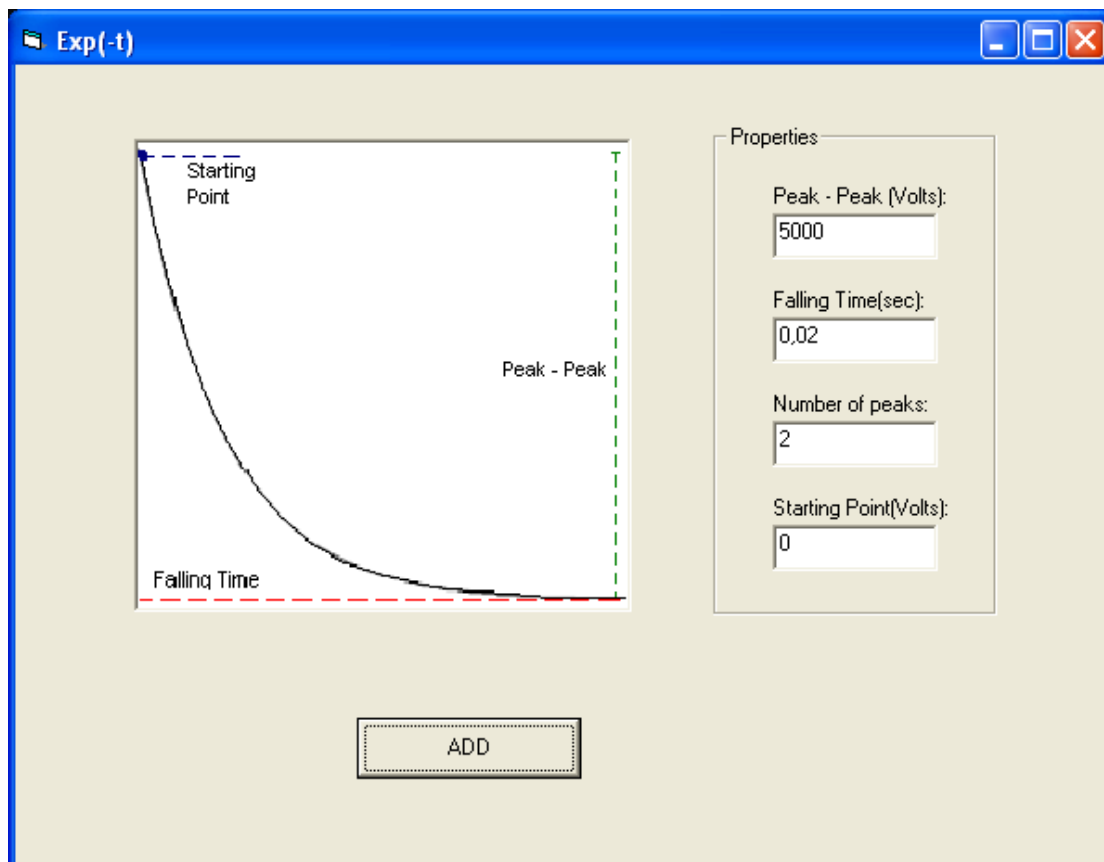 Exp(-t)
Starting
Point
Peak - Peak
Falling Time
Properties
Peak - Peak (Volts):
5000
Falling Time(sec):
0,02
Number of peaks:
2
Starting Point(Volts):
0
ADD